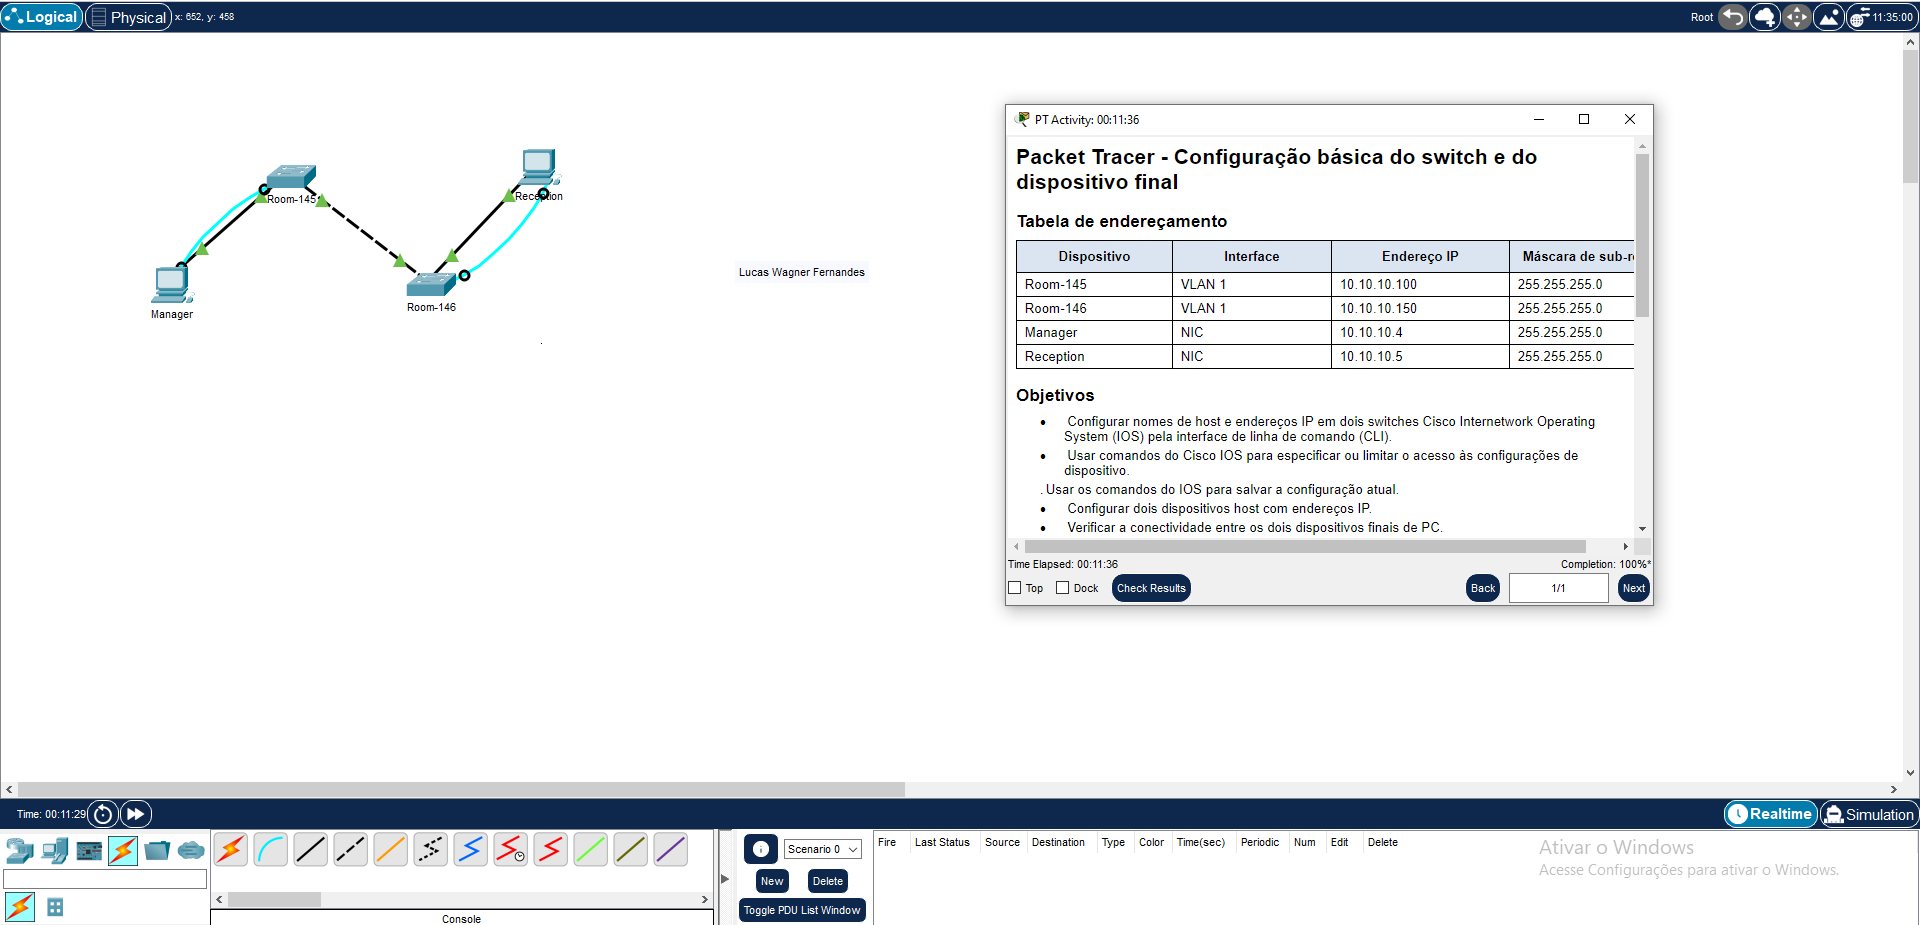 Logical
Physical
x: 652, y: 458
Root
11:35:00
Room-145
Reception
Room-146
Manager
Lucas Wagner Fernandes
PT Activity: 00:11:36
Packet Tracer - Configuração básica do switch e do
dispositivo final
Tabela de endereçamento
Dispositivo Interface Endereço IP Máscara de sub-r
Room-145 VLAN 1 10.10.10.100 255.255.255.0
Room-146 VLAN 1 10.10.10.150 255.255.255.0
Manager NIC 10.10.10.4 255.255.255.0
Reception NIC 10.10.10.5 255.255.255.0
Objetivos
• Configurar nomes de host e endereços IP em dois switches Cisco Internetwork Operating
System (IOS) pela interface de linha de comando (CLI).
• Usar comandos do Cisco IOS para especificar ou limitar o acesso às configurações de
dispositivo.
. Usar os comandos do IOS para salvar a configuração atual.
• Configurar dois dispositivos host com endereços IP.
• Verificar a conectividade entre os dois dispositivos finais de PC.
Time Elapsed: 00:11:36
Completion: 100%*
Top
Dock
Check Results
Back
1/1
Next
Time: 00:11:29
Realtime
Simulation
Scenario 0
New
Delete
Toggle PDU List Window
Fire Last Status Source Destination Type Color Time(sec) Periodic Num Edit Delete
Console
Ativar o Windows
Acesse Configurações para ativar o Windows.